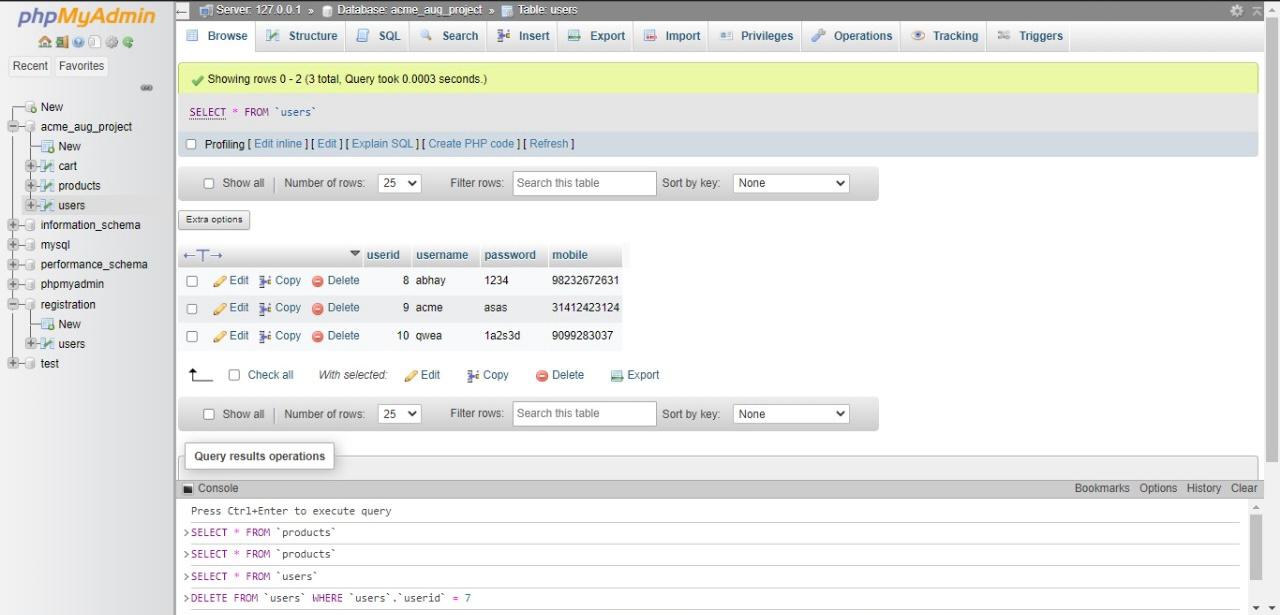 phpMyAdmin
Recent Favorites
New
acme_aug_project
New
cart
products
users
information_schema
mysql
performance_schema
phpmyadmin
registration
New
users
test
Server: 127.0.0.1 » Database: acme_aug_project » Table: users
Browse Structure SQL Search Insert Export Import Privileges Operations Tracking Triggers
Showing rows 0 - 2 (3 total, Query took 0.0003 seconds.)
SELECT * FROM `users`
Profiling [ Edit inline ] [ Edit ] [ Explain SQL ] [ Create PHP code ] [ Refresh ]
Show all | Number of rows: 25 Filter rows: Search this table Sort by key: None
Extra options
←T→ userid username password mobile
Edit Copy Delete 8 abhay 1234 98232672631
Edit Copy Delete 9 acme asas 31412423124
Edit Copy Delete 10 qwea 1a2s3d 9099283037
Check all With selected: Edit Copy Delete Export
Show all | Number of rows: 25 Filter rows: Search this table Sort by key: None
Query results operations
Console Bookmarks Options History Clear
Press Ctrl+Enter to execute query
>SELECT * FROM `products`
>SELECT * FROM `products`
>SELECT * FROM `users`
>DELETE FROM `users` WHERE `users`.`userid` = 7